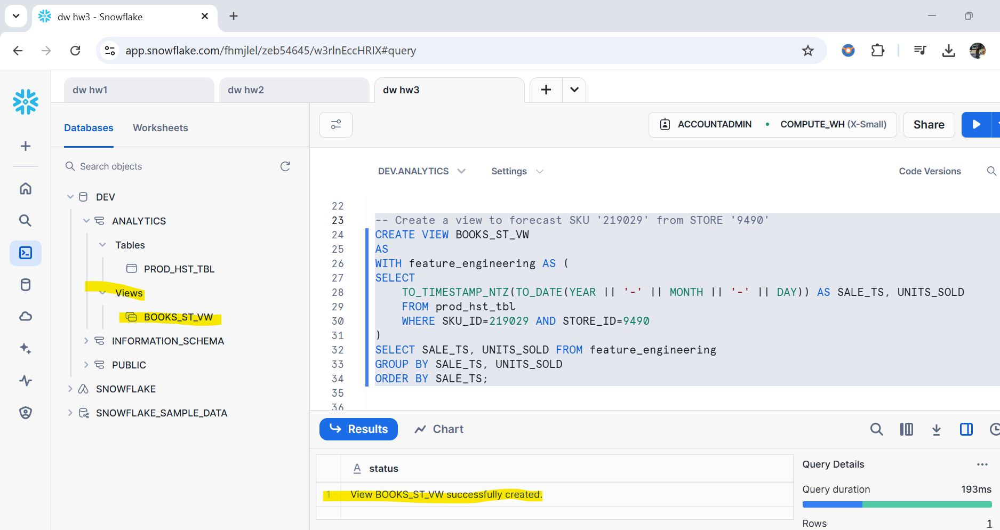 dw hw3 - Snowflake
app.snowflake.com/fhmjlel/zeb54645/w3rlnEccHRIX#query
dw hw1
dw hw2
dw hw3
Databases
Worksheets
ACCOUNTADMIN
COMPUTE_WH (X-Small)
Share
Search objects
DEV
ANALYTICS
Tables
PROD_HST_TBL
Views
BOOKS_ST_VW
INFORMATION_SCHEMA
PUBLIC
SNOWFLAKE
SNOWFLAKE_SAMPLE_DATA
DEV.ANALYTICS
Settings
Code Versions
22
23 -- Create a view to forecast SKU '219029' from STORE '9490'
24 CREATE VIEW BOOKS_ST_VW
25 AS
26 WITH feature_engineering AS (
27 SELECT
28 TO_TIMESTAMP_NTZ(TO_DATE(YEAR || '-' || MONTH || '-' || DAY)) AS SALE_TS, UNITS_SOLD
29 FROM prod_hst_tbl
30 WHERE SKU_ID=219029 AND STORE_ID=9490
31 )
32 SELECT SALE_TS, UNITS_SOLD FROM feature_engineering
33 GROUP BY SALE_TS, UNITS_SOLD
34 ORDER BY SALE_TS;
35
36
Results
Chart
A status
1 View BOOKS_ST_VW successfully created.
Query Details
Query duration 193ms
Rows 1